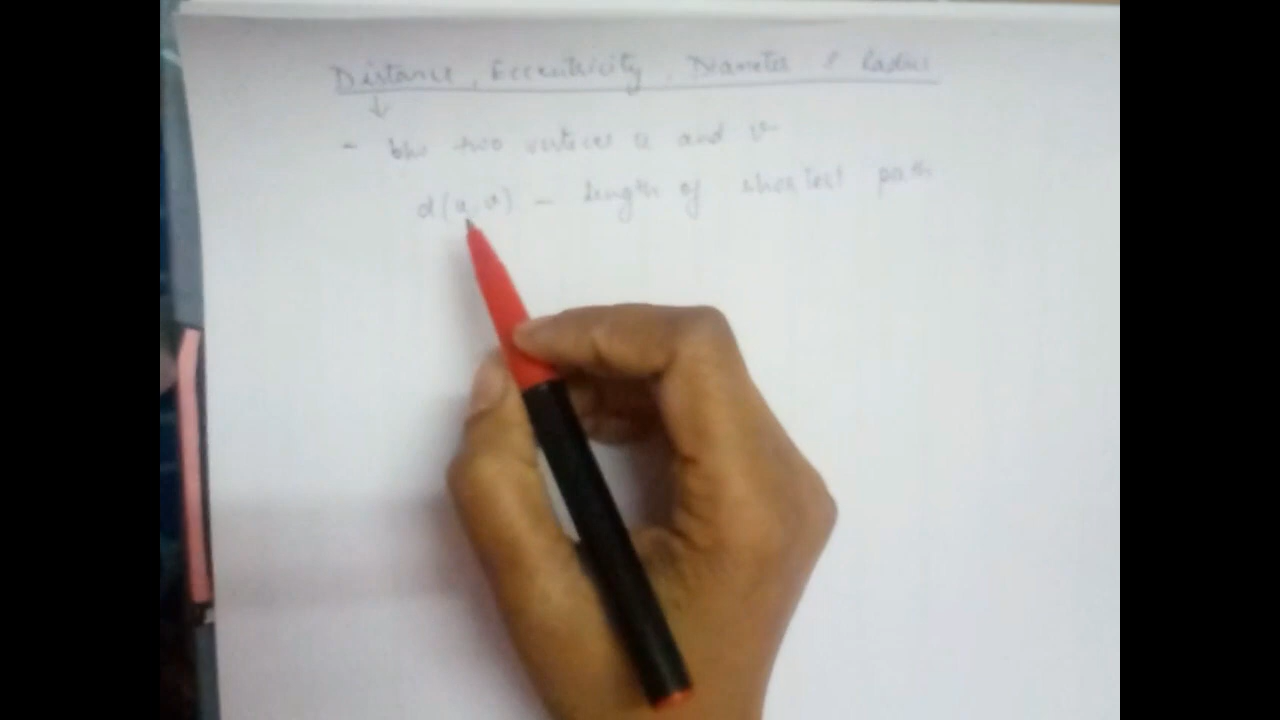 Distance, Eccentricity, Diameter & Radius
↓
- b/w two vertices u and v
d(u,v) - length of shortest path